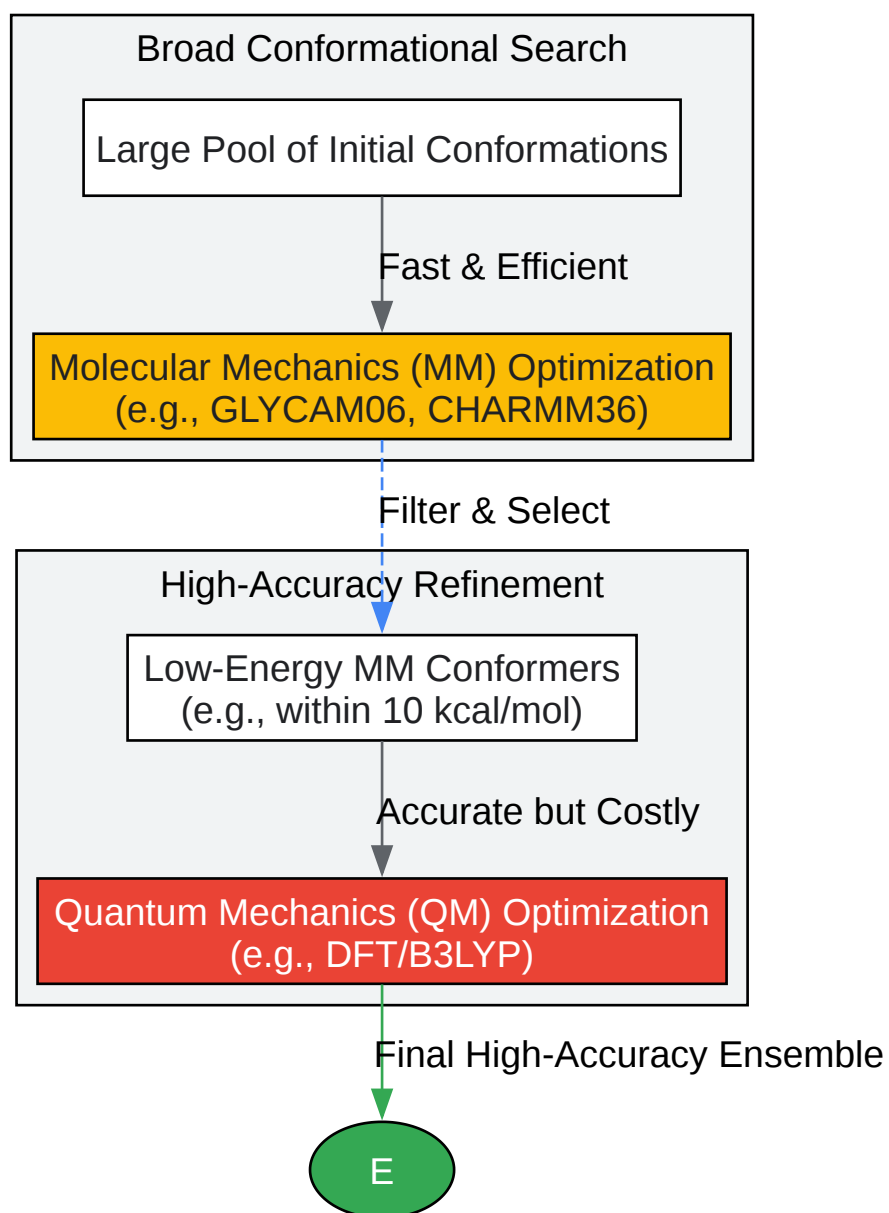 Broad Conformational Search
Large Pool of Initial Conformations
Fast & Efficient
Molecular Mechanics (MM) Optimization
(e.g., GLYCAM06, CHARMM36)
Filter & Select
High-Accuracy Refinement
Low-Energy MM Conformers
(e.g., within 10 kcal/mol)
Accurate but Costly
Quantum Mechanics (QM) Optimization
(e.g., DFT/B3LYP)
Final High-Accuracy Ensemble
E